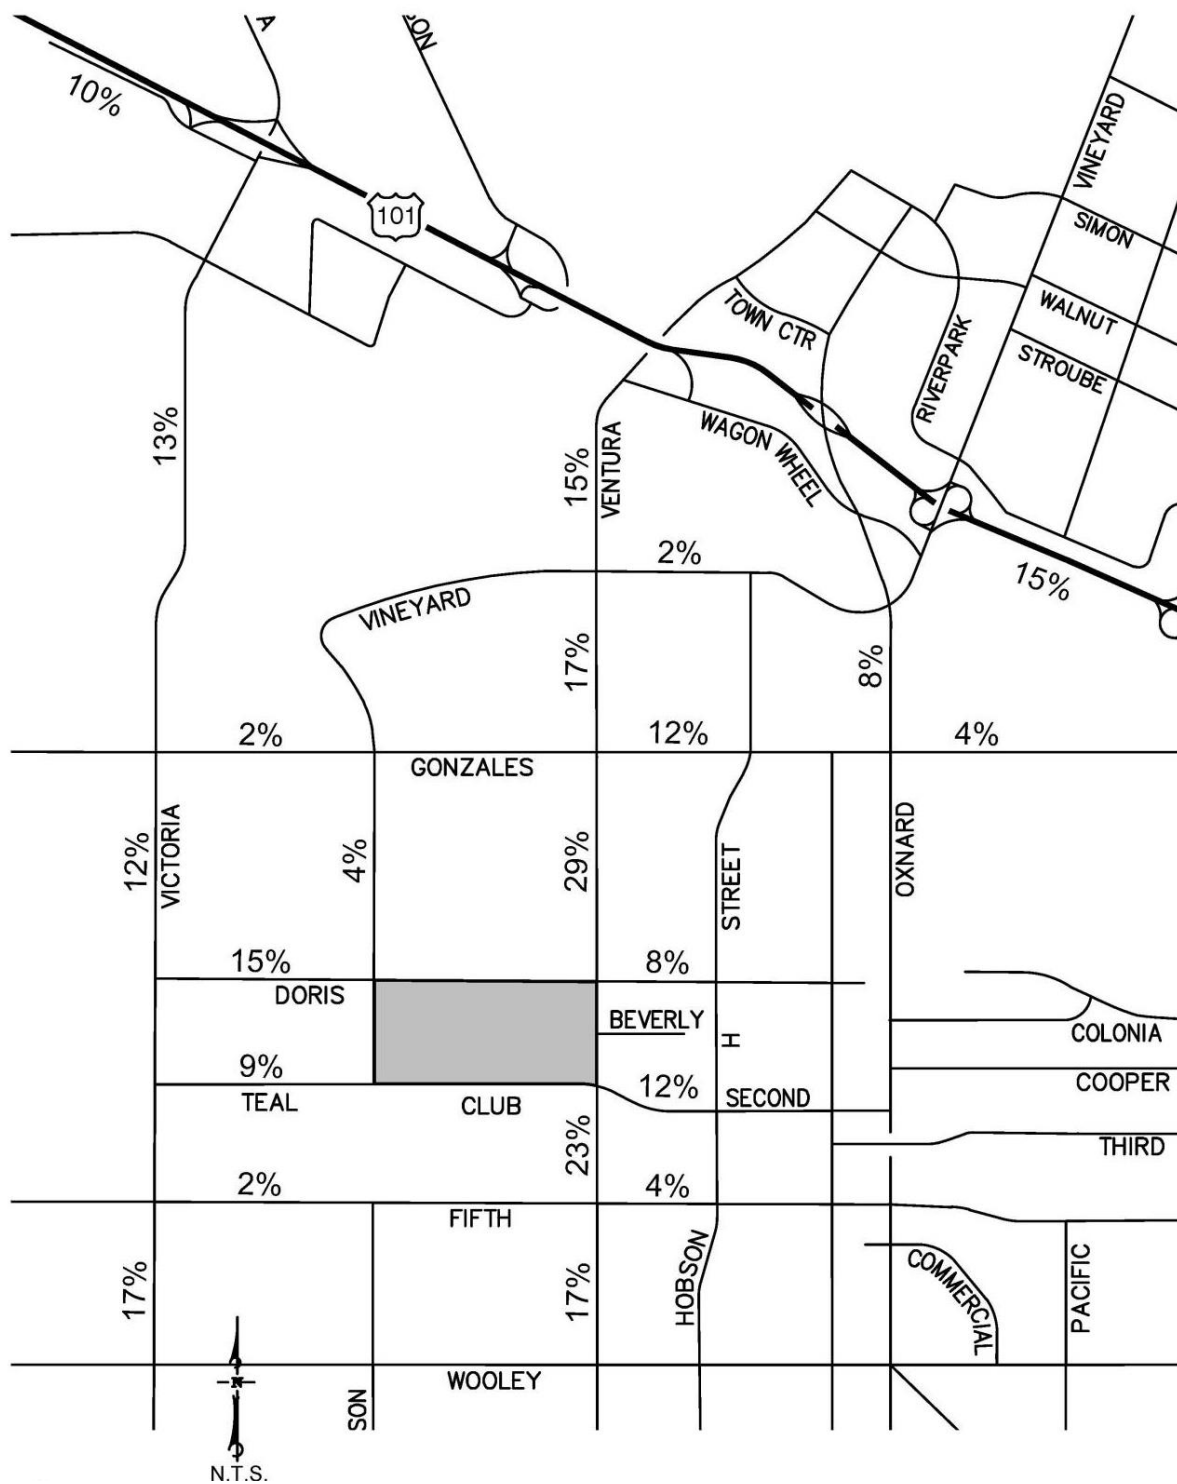 A
SON
10%
101
VINEYARD
SIMON
WALNUT
STROUBE
TOWN CTR
RIVERPARK
13%
15%
VENTURA
WAGON WHEEL
2%
15%
VINEYARD
17%
8%
2%
12%
4%
GONZALES
12%
VICTORIA
4%
29%
STREET
OXNARD
15%
8%
DORIS
BEVERLY
H
COLONIA
9%
12%
SECOND
COOPER
TEAL
CLUB
23%
THIRD
2%
4%
FIFTH
17%
17%
HOBSON
COMMERCIAL
PACIFIC
WOOLEY
SON
N
N.T.S.